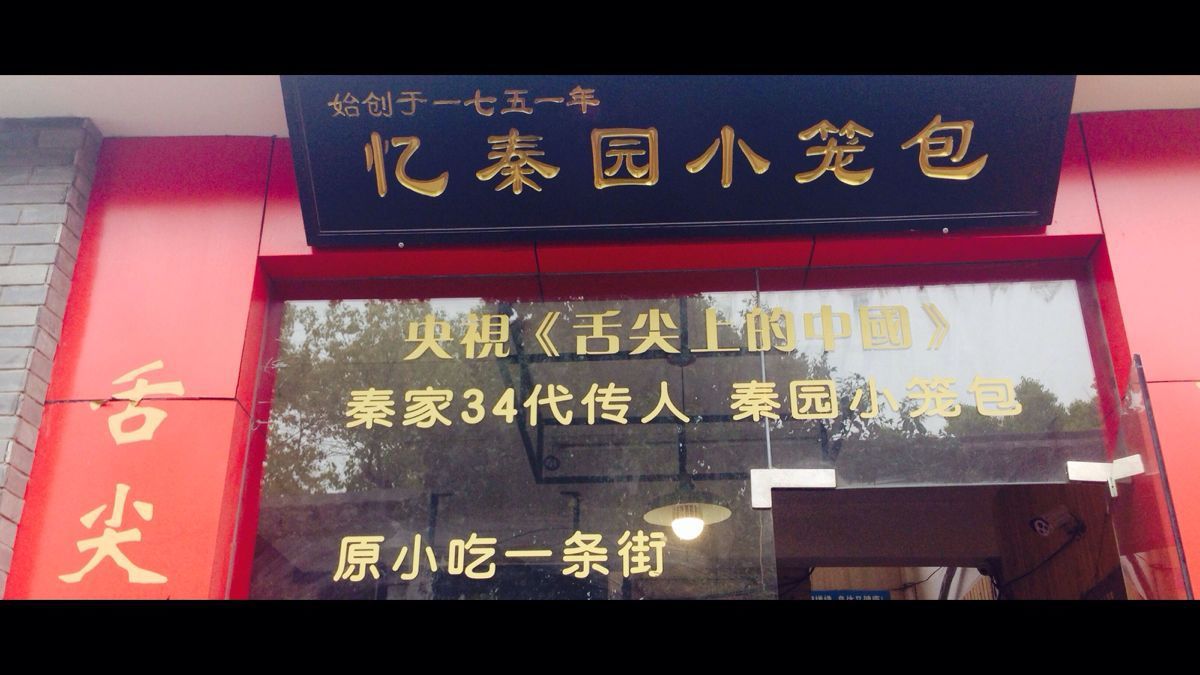 始创于一七五一年
忆秦园小笼包
央視《舌尖上的中國》
秦家34代传人 秦园小笼包
原小吃一条街
舌尖